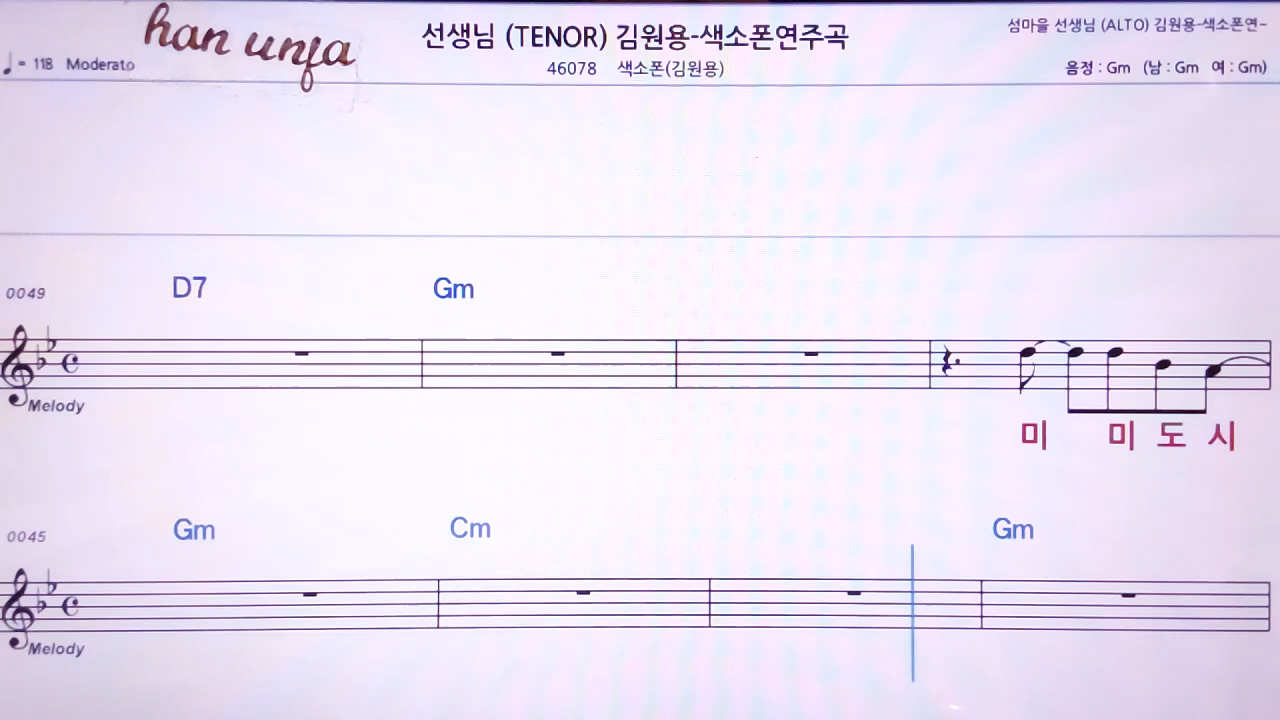 han unja
선생님 (TENOR) 김원용-색소폰연주곡
섬마을 선생님 (ALTO) 김원용-색소폰연-
♩= 118 Moderato
46078 색소폰(김원용)
음정 : Gm (남 : Gm 여 : Gm)
0049 D7 Gm
Melody
미 미 도 시
0045 Gm Cm Gm
Melody